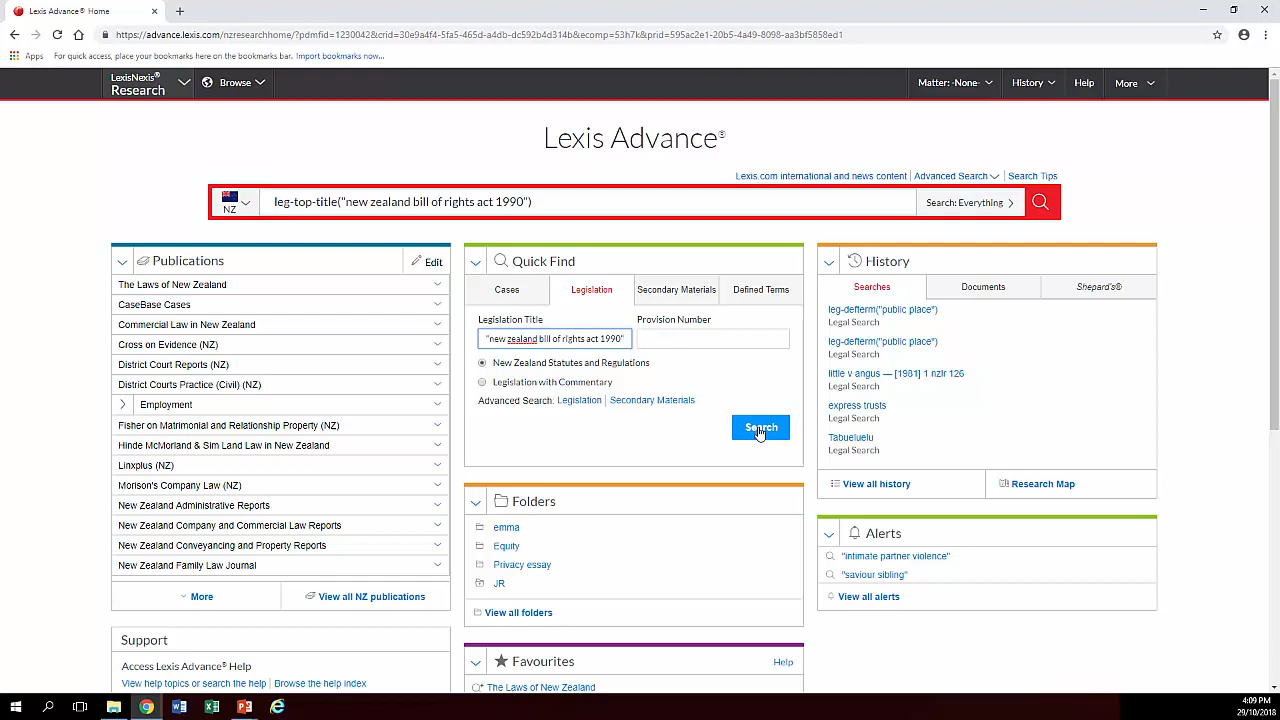 Lexis Advance® Home
https://advance.lexis.com/nzresearchhome/?pdmfid=1230042&crid=30e9a4f4-5fa5-465d-a4db-dc592b4d314b&ecomp=53h7k&prid=595ac2e1-20b5-4a49-8098-aa3bf5858ed1
Apps For quick access, place your bookmarks here on the bookmarks bar. Import bookmarks now...
LexisNexis®
Research
Browse
Matter: -None-
History
Help
More
Lexis Advance®
Lexis.com international and news content | Advanced Search | Search Tips
NZ
leg-top-title("new zealand bill of rights act 1990")
Search: Everything
Publications
Edit
The Laws of New Zealand
CaseBase Cases
Commercial Law in New Zealand
Cross on Evidence (NZ)
District Court Reports (NZ)
District Courts Practice (Civil) (NZ)
Employment
Fisher on Matrimonial and Relationship Property (NZ)
Hinde McMorland & Sim Land Law in New Zealand
Linxplus (NZ)
Morison's Company Law (NZ)
New Zealand Administrative Reports
New Zealand Company and Commercial Law Reports
New Zealand Conveyancing and Property Reports
New Zealand Family Law Journal
More
View all NZ publications
Support
Access Lexis Advance® Help
View help topics or search the help | Browse the help index
Quick Find
Cases
Legislation
Secondary Materials
Defined Terms
Legislation Title
Provision Number
"new zealand bill of rights act 1990"
New Zealand Statutes and Regulations
Legislation with Commentary
Advanced Search: Legislation | Secondary Materials
Search
Folders
emma
Equity
Privacy essay
JR
View all folders
Favourites
Help
The Laws of New Zealand
History
Searches
Documents
Shepard's®
leg-defterm("public place")
Legal Search
leg-defterm("public place")
Legal Search
little v angus — [1981] 1 nzlr 126
Legal Search
express trusts
Legal Search
Tabueluelu
Legal Search
View all history
Research Map
Alerts
"intimate partner violence"
"saviour sibling"
View all alerts
4:09 PM
29/10/2018